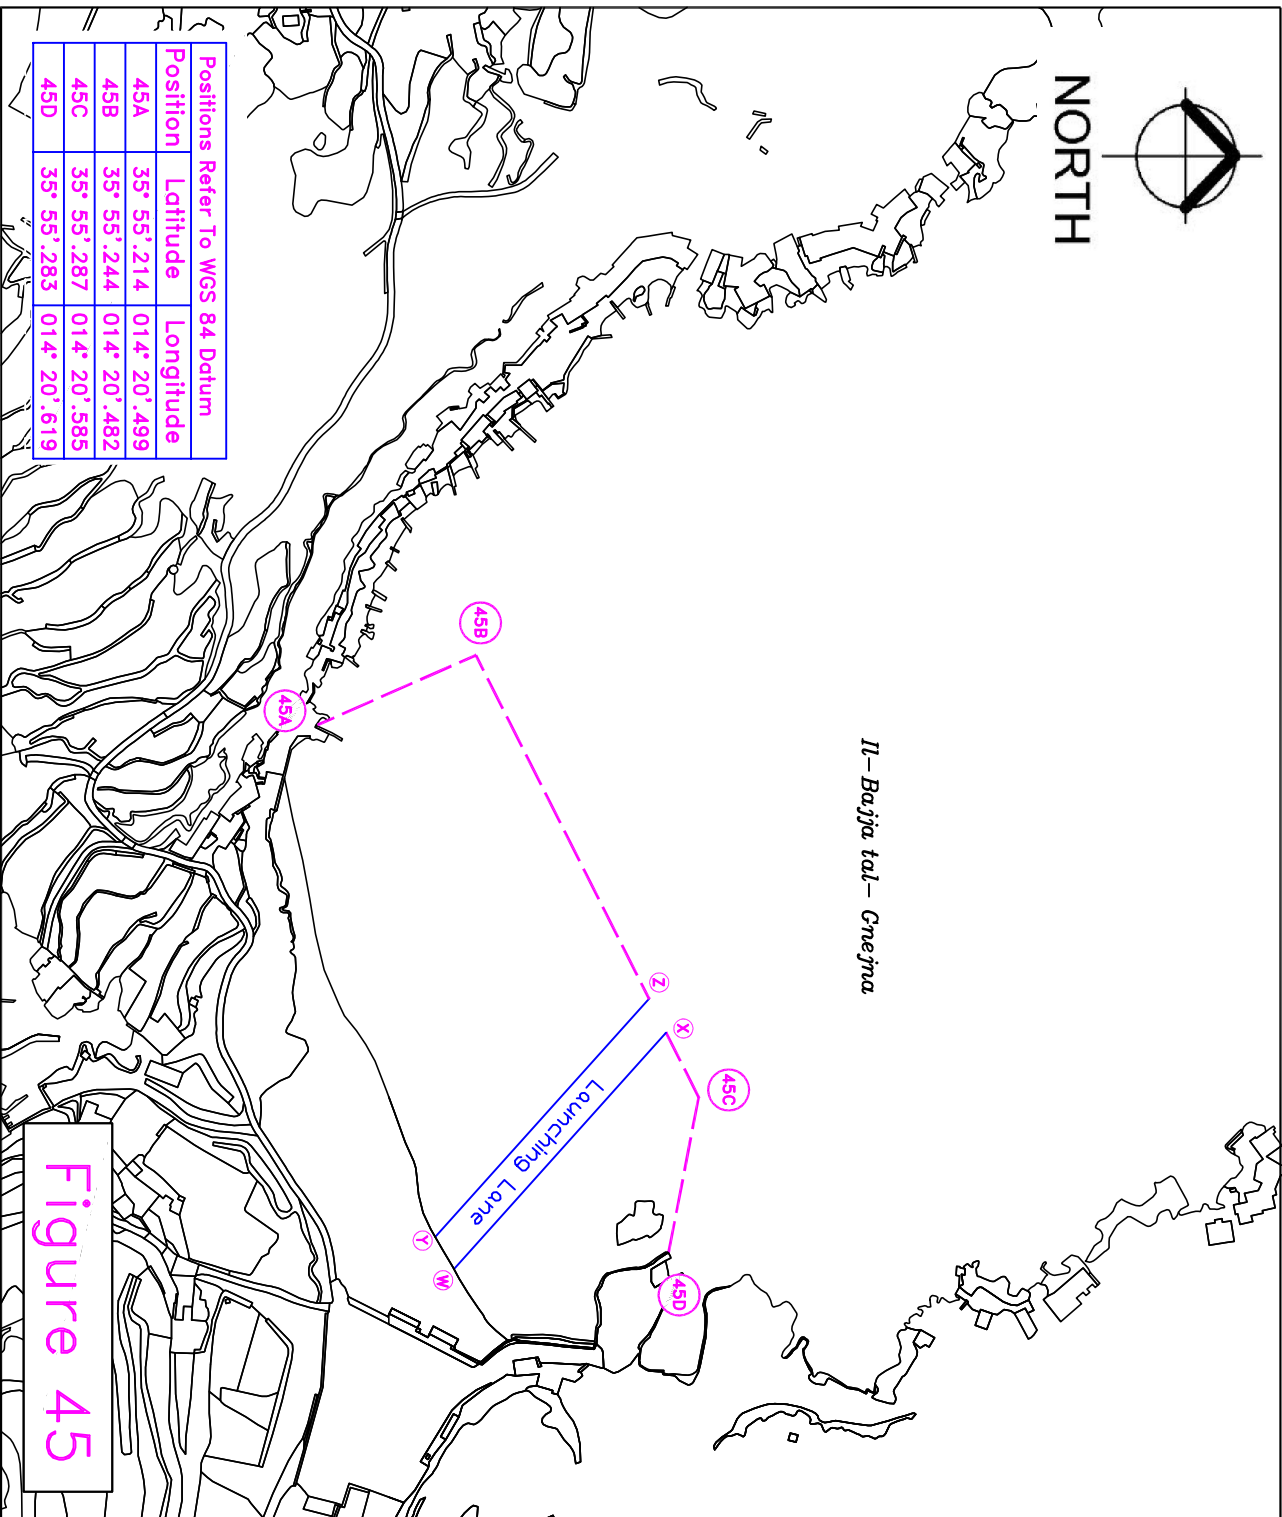 NORTH
Il-Bajja tal- Gnejna
45B
45A
Z
X
45C
Launching Lane
Y
W
45D
Positions Refer To WGS 84 Datum
Position Latitude Longitude
45A 35° 55'.214 014° 20'.499
45B 35° 55'.244 014° 20'.482
45C 35° 55'.287 014° 20'.585
45D 35° 55'.283 014° 20'.619
Figure 45